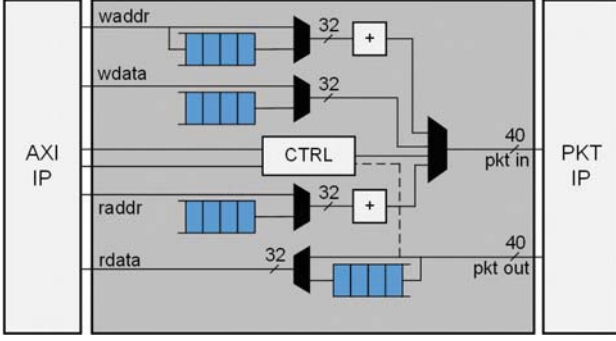 waddr
32
+
wdata
32
AXI
IP
CTRL
40
pkt in
PKT
IP
raddr
32
+
rdata
32
40
pkt out